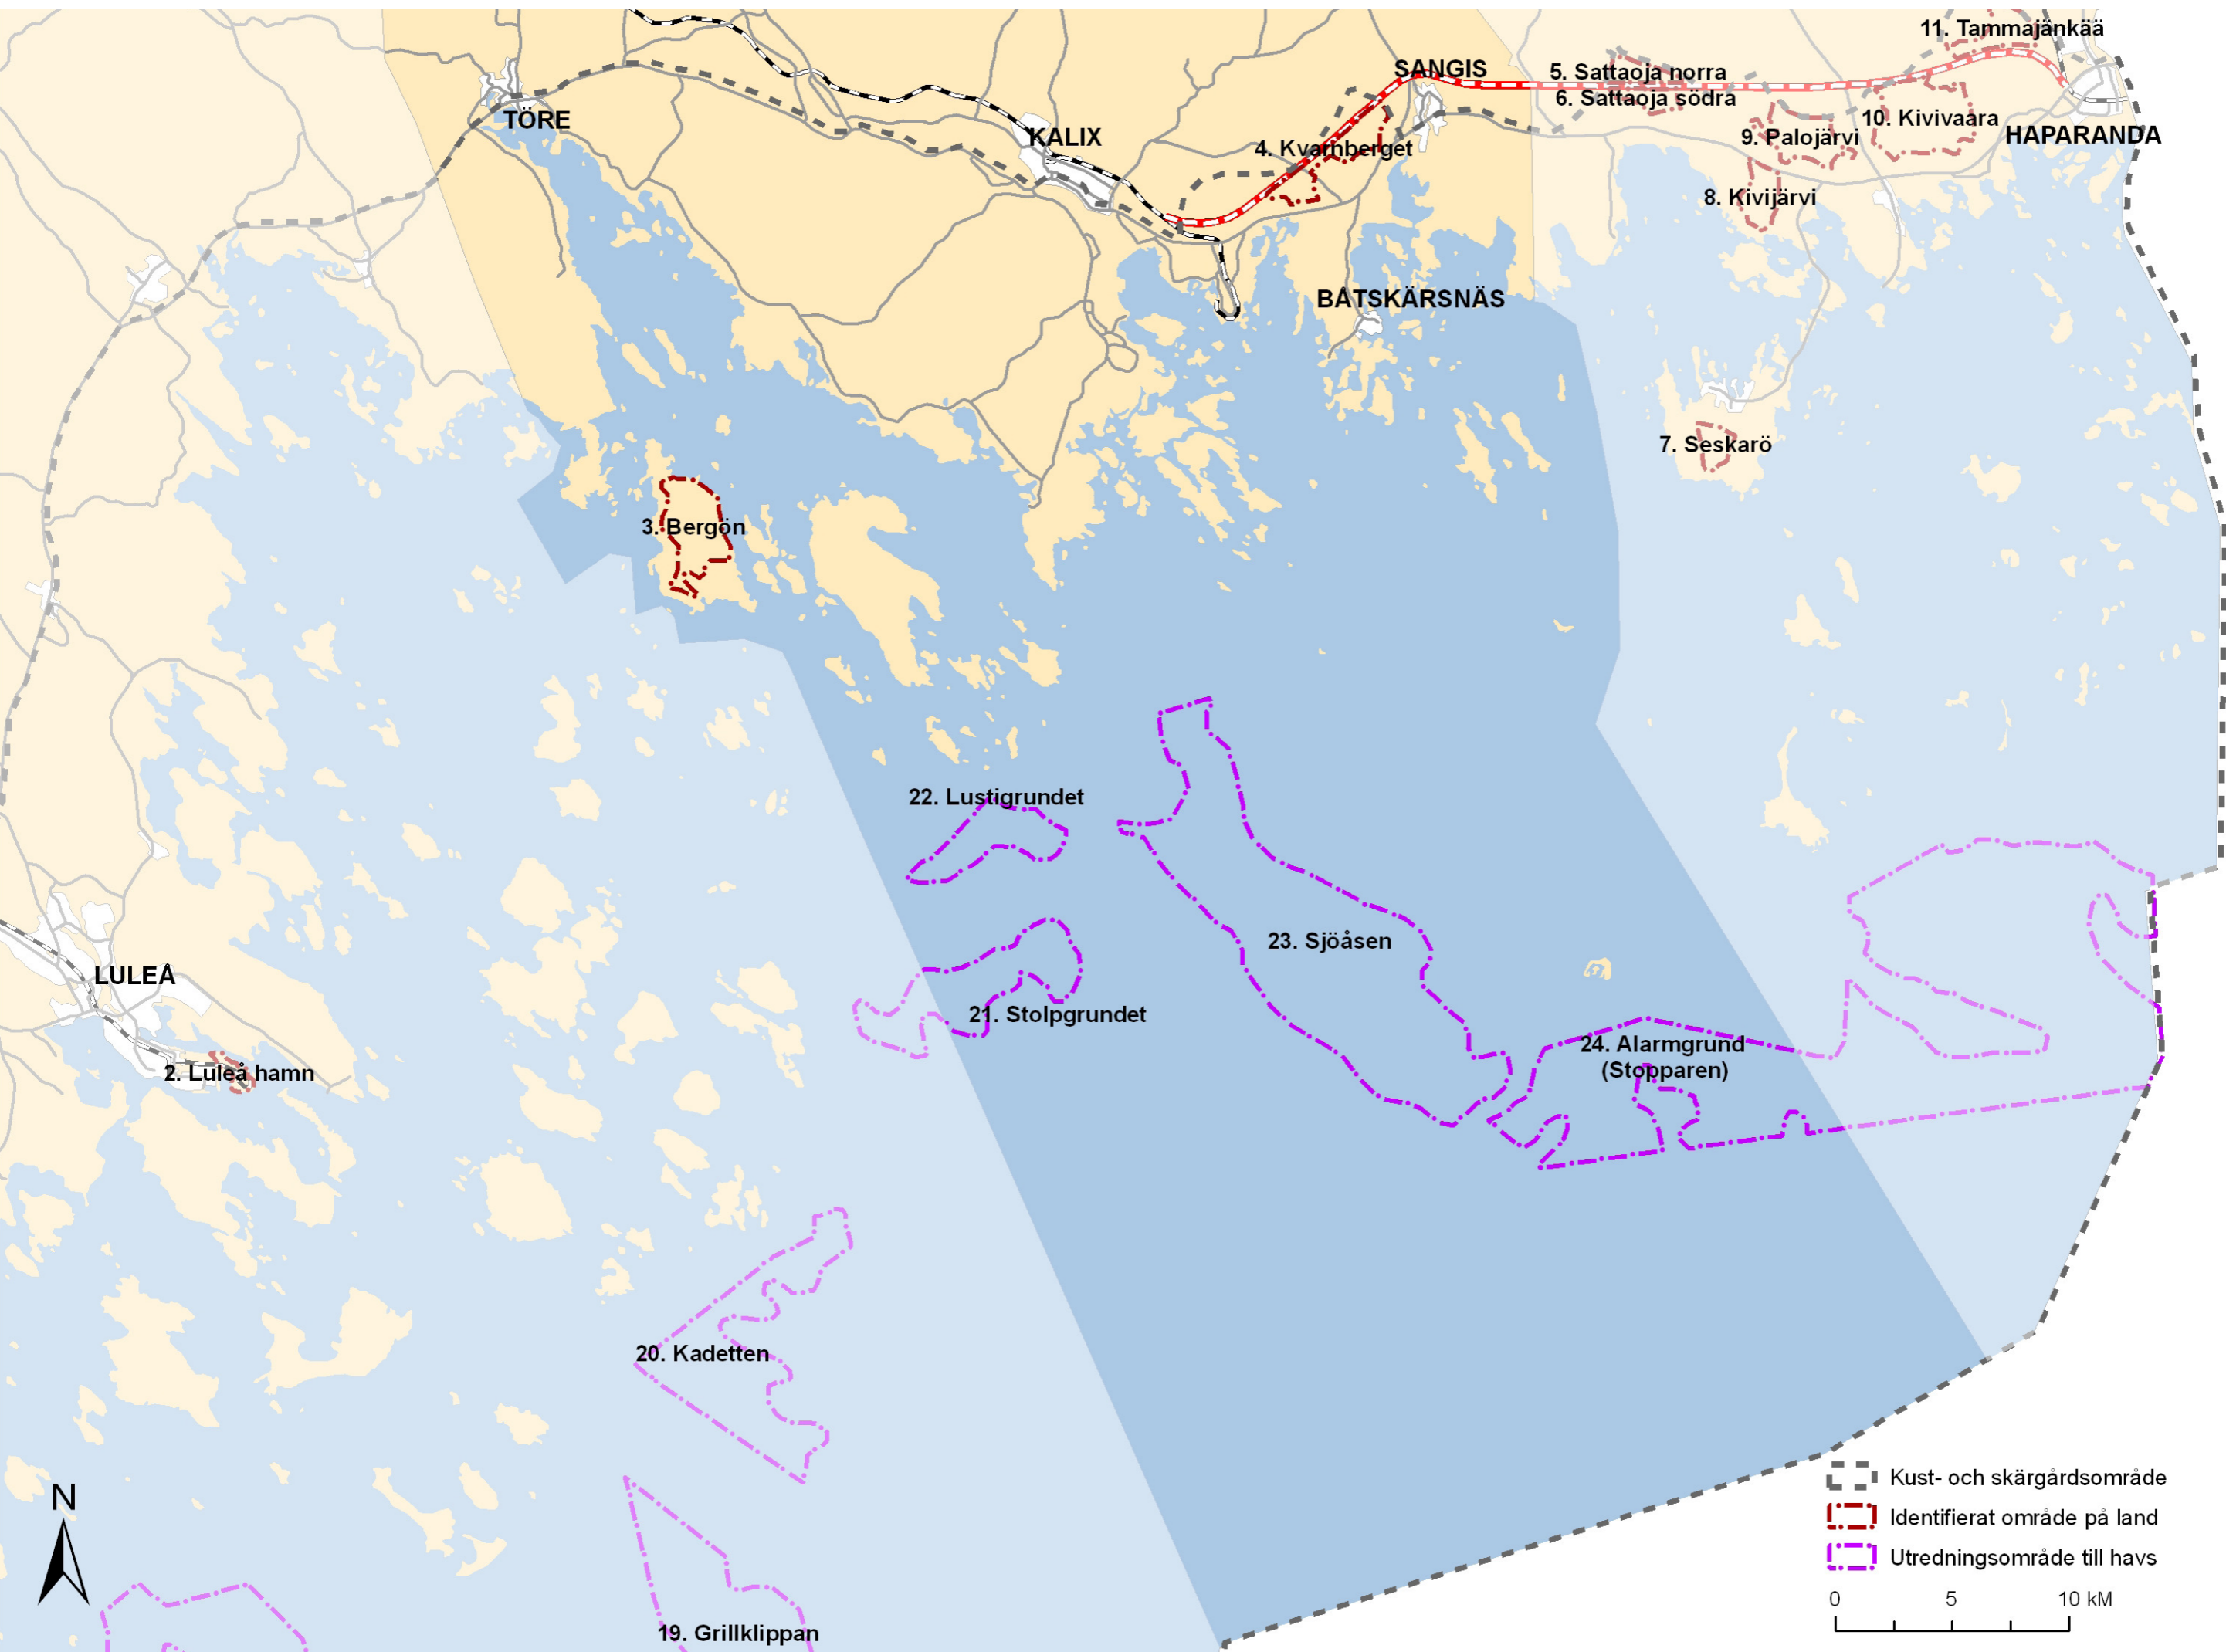 11. Tammajänkää
SANGIS
5. Sattaoja norra
6. Sattaoja södra
TÖRE
10. Kivivaara
KALIX
9. Palojärvi
HAPARANDA
4. Kvarnberget
8. Kivijärvi
BÅTSKÄRSNÄS
7. Seskarö
3. Bergön
22. Lustigrundet
23. Sjöåsen
LULEÅ
21. Stolpgrundet
24. Alarmgrund
(Stopparen)
2. Luleå hamn
20. Kadetten
19. Grillklippan
N
Kust- och skärgårdsområde
Identifierat område på land
Utredningsområde till havs
0 5 10 kM